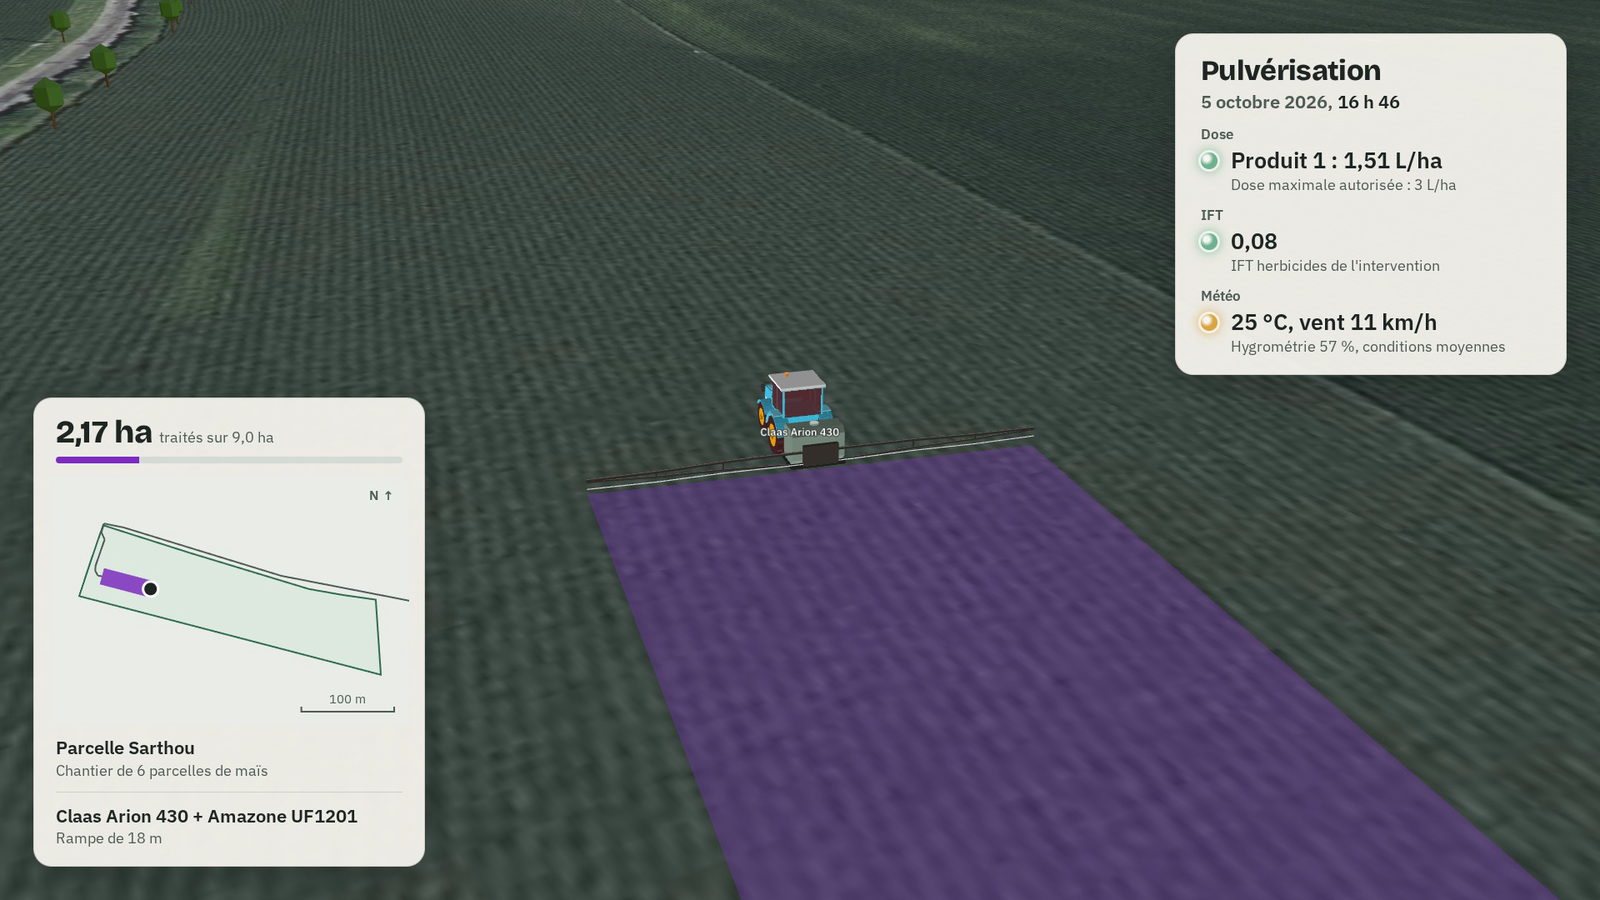 Pulvérisation
5 octobre 2026, 16 h 46
Dose
Produit 1 : 1,51 L/ha
Dose maximale autorisée : 3 L/ha
IFT
0,08
IFT herbicides de l'intervention
Météo
25 °C, vent 11 km/h
Hygrométrie 57 %, conditions moyennes
Claas Arion 430
2,17 ha traités sur 9,0 ha
N ↑
100 m
Parcelle Sarthou
Chantier de 6 parcelles de maïs
Claas Arion 430 + Amazone UF1201
Rampe de 18 m